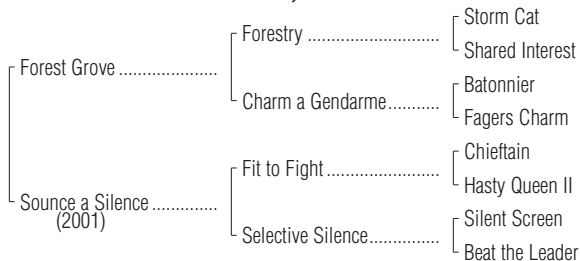 Storm Cat
Forestry ..............................
Shared Interest
Forest Grove ......................
Batonnier
Charm a Gendarme...........
Fagers Charm
Chieftain
Fit to Fight .........................
Hasty Queen II
Sounce a Silence ...............
(2001)
Silent Screen
Selective Silence................
Beat the Leader